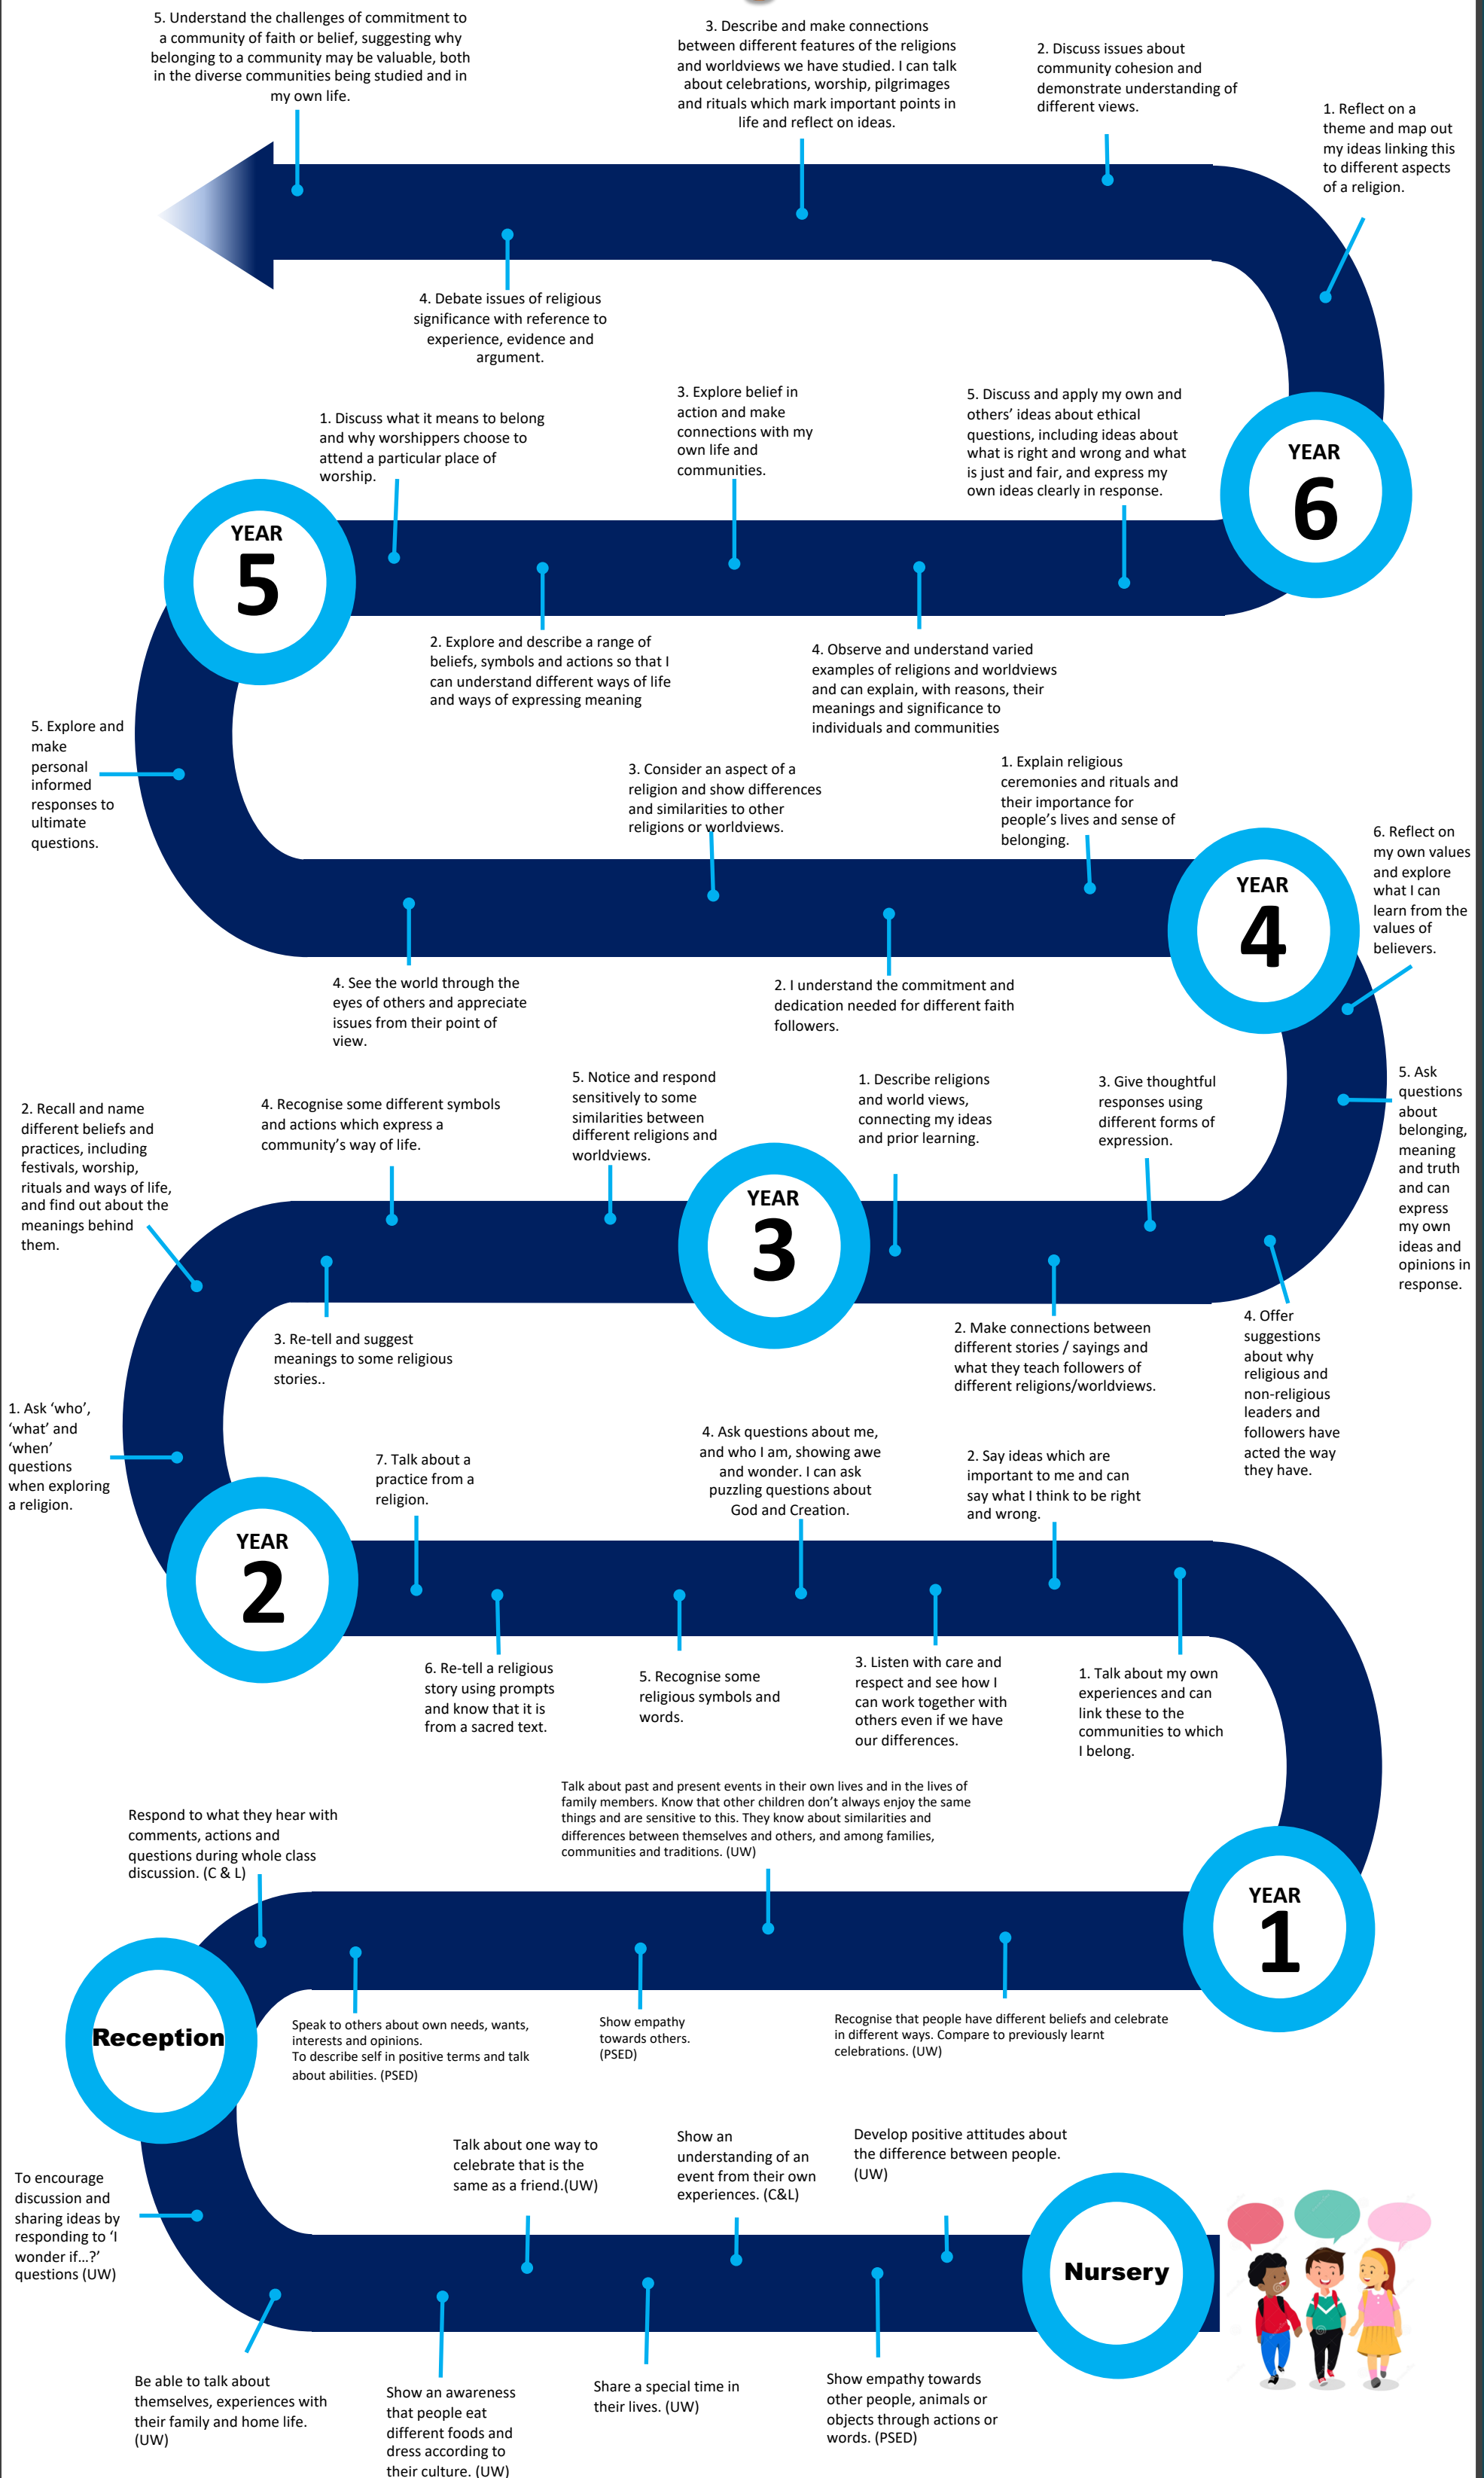 5. Understand the challenges of commitment to
a community of faith or belief, suggesting why
belonging to a community may be valuable, both
in the diverse communities being studied and in
my own life.
3. Describe and make connections
between different features of the religions
and worldviews we have studied. I can talk
about celebrations, worship, pilgrimages
and rituals which mark important points in
life and reflect on ideas.
2. Discuss issues about
community cohesion and
demonstrate understanding of
different views.
1. Reflect on a
theme and map out
my ideas linking this
to different aspects
of a religion.
4. Debate issues of religious
significance with reference to
experience, evidence and
argument.
1. Discuss what it means to belong
and why worshippers choose to
attend a particular place of
worship.
3. Explore belief in
action and make
connections with my
own life and
communities.
5. Discuss and apply my own and
others’ ideas about ethical
questions, including ideas about
what is right and wrong and what
is just and fair, and express my
own ideas clearly in response.
YEAR
6
YEAR
5
2. Explore and describe a range of
beliefs, symbols and actions so that I
can understand different ways of life
and ways of expressing meaning
4. Observe and understand varied
examples of religions and worldviews
and can explain, with reasons, their
meanings and significance to
individuals and communities
5. Explore and
make
personal
informed
responses to
ultimate
questions.
3. Consider an aspect of a
religion and show differences
and similarities to other
religions or worldviews.
1. Explain religious
ceremonies and rituals and
their importance for
people’s lives and sense of
belonging.
YEAR
4
6. Reflect on
my own values
and explore
what I can
learn from the
values of
believers.
4. See the world through the
eyes of others and appreciate
issues from their point of
view.
2. I understand the commitment and
dedication needed for different faith
followers.
2. Recall and name
different beliefs and
practices, including
festivals, worship,
rituals and ways of life,
and find out about the
meanings behind
them.
4. Recognise some different symbols
and actions which express a
community’s way of life.
5. Notice and respond
sensitively to some
similarities between
different religions and
worldviews.
1. Describe religions
and world views,
connecting my ideas
and prior learning.
3. Give thoughtful
responses using
different forms of
expression.
5. Ask
questions
about
belonging,
meaning
and truth
and can
express
my own
ideas and
opinions in
response.
YEAR
3
3. Re-tell and suggest
meanings to some religious
stories..
2. Make connections between
different stories / sayings and
what they teach followers of
different religions/worldviews.
4. Offer
suggestions
about why
religious and
non-religious
leaders and
followers have
acted the way
they have.
1. Ask ‘who’,
‘what’ and
‘when’
questions
when exploring
a religion.
7. Talk about a
practice from a
religion.
4. Ask questions about me,
and who I am, showing awe
and wonder. I can ask
puzzling questions about
God and Creation.
2. Say ideas which are
important to me and can
say what I think to be right
and wrong.
YEAR
2
6. Re-tell a religious
story using prompts
and know that it is
from a sacred text.
5. Recognise some
religious symbols and
words.
3. Listen with care and
respect and see how I
can work together with
others even if we have
our differences.
1. Talk about my own
experiences and can
link these to the
communities to which
I belong.
Respond to what they hear with
comments, actions and
questions during whole class
discussion. (C & L)
Talk about past and present events in their own lives and in the lives of
family members. Know that other children don’t always enjoy the same
things and are sensitive to this. They know about similarities and
differences between themselves and others, and among families,
communities and traditions. (UW)
YEAR
1
Reception
Speak to others about own needs, wants,
interests and opinions.
To describe self in positive terms and talk
about abilities. (PSED)
Show empathy
towards others.
(PSED)
Recognise that people have different beliefs and celebrate
in different ways. Compare to previously learnt
celebrations. (UW)
To encourage
discussion and
sharing ideas by
responding to ‘I
wonder if…?’
questions (UW)
Talk about one way to
celebrate that is the
same as a friend.(UW)
Show an
understanding of an
event from their own
experiences. (C&L)
Develop positive attitudes about
the difference between people.
(UW)
Nursery
Be able to talk about
themselves, experiences with
their family and home life.
(UW)
Show an awareness
that people eat
different foods and
dress according to
their culture. (UW)
Share a special time in
their lives. (UW)
Show empathy towards
other people, animals or
objects through actions or
words. (PSED)